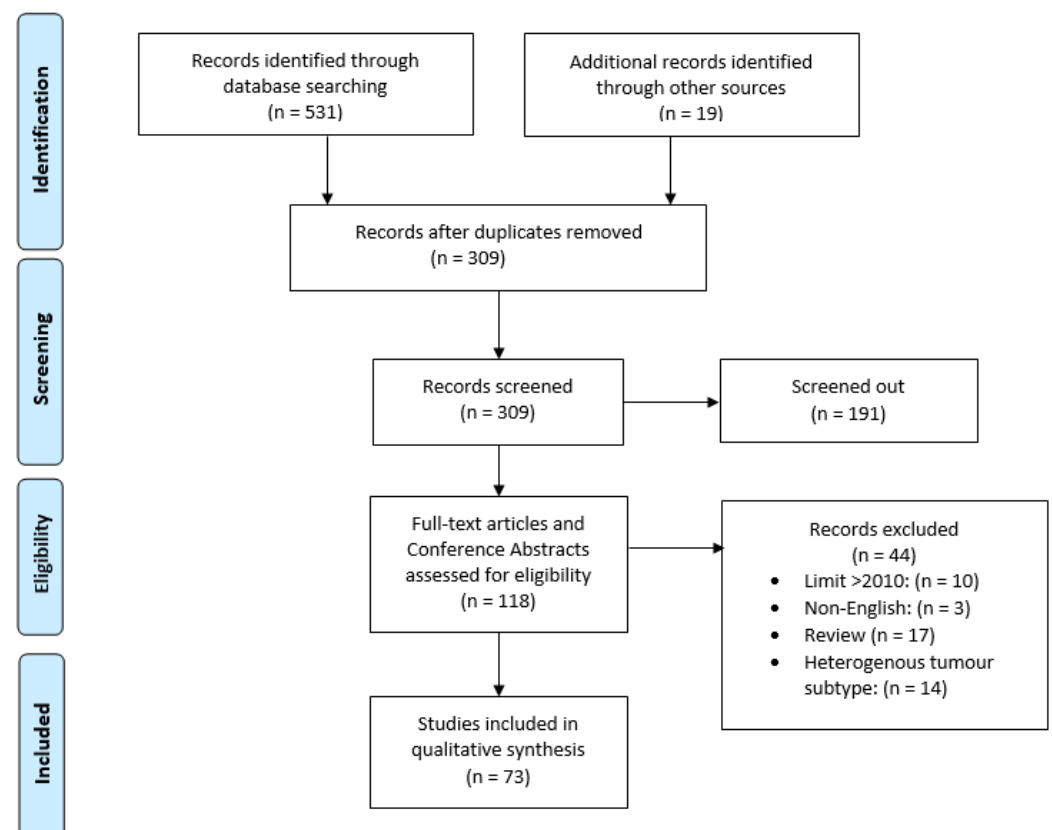 Identification
Records identified through
database searching
(n = 531)
Additional records identified
through other sources
(n = 19)
Records after duplicates removed
(n = 309)
Screening
Records screened
(n = 309)
Screened out
(n = 191)
Eligibility
Full-text articles and
Conference Abstracts
assessed for eligibility
(n = 118)
Records excluded
(n = 44)
• Limit >2010: (n = 10)
• Non-English: (n = 3)
• Review (n = 17)
• Heterogenous tumour
subtype: (n = 14)
Included
Studies included in
qualitative synthesis
(n = 73)